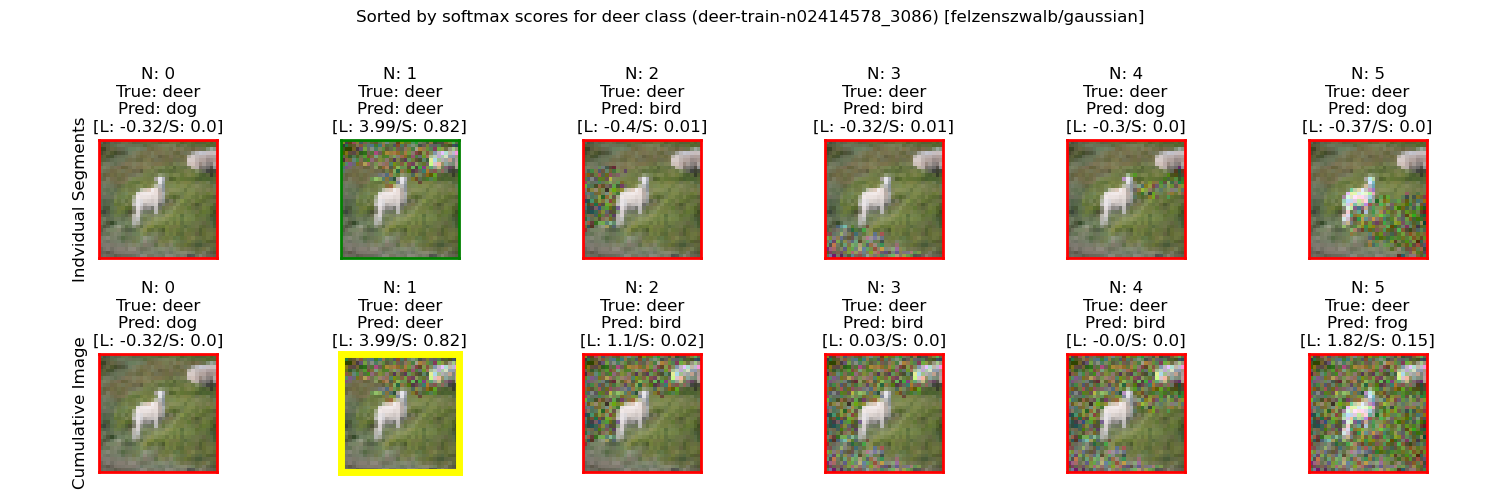 Sorted by softmax scores for deer class (deer-train-n02414578_3086) [felzenszwalb/gaussian]
Indvidual Segments
N: 0
True: deer
Pred: dog
[L: -0.32/S: 0.0]
N: 1
True: deer
Pred: deer
[L: 3.99/S: 0.82]
N: 2
True: deer
Pred: bird
[L: -0.4/S: 0.01]
N: 3
True: deer
Pred: bird
[L: -0.32/S: 0.01]
N: 4
True: deer
Pred: dog
[L: -0.3/S: 0.0]
N: 5
True: deer
Pred: dog
[L: -0.37/S: 0.0]
Cumulative Image
N: 0
True: deer
Pred: dog
[L: -0.32/S: 0.0]
N: 1
True: deer
Pred: deer
[L: 3.99/S: 0.82]
N: 2
True: deer
Pred: bird
[L: 1.1/S: 0.02]
N: 3
True: deer
Pred: bird
[L: 0.03/S: 0.0]
N: 4
True: deer
Pred: bird
[L: -0.0/S: 0.0]
N: 5
True: deer
Pred: frog
[L: 1.82/S: 0.15]